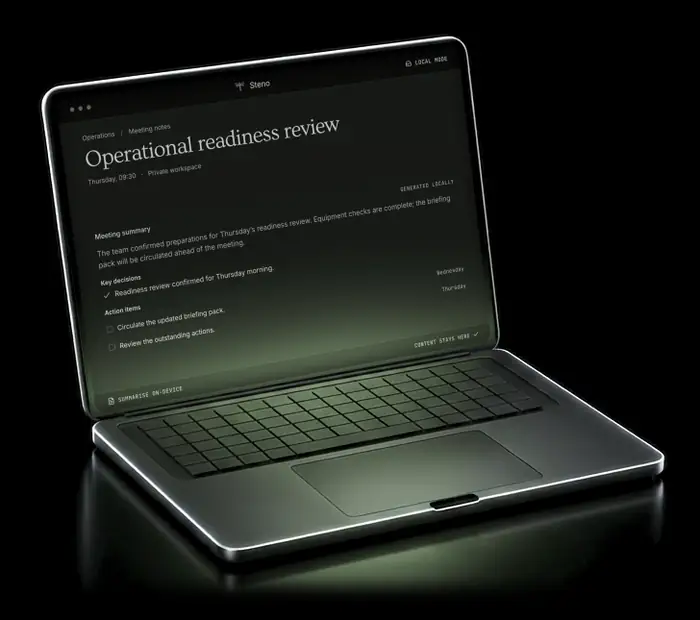 Steno
LOCAL MODE
Operations / Meeting notes
Operational readiness review
Thursday, 09:30 · Private workspace
GENERATED LOCALLY
Meeting summary
The team confirmed preparations for Thursday's readiness review. Equipment checks are complete; the briefing
pack will be circulated ahead of the meeting.
Key decisions
✓ Readiness review confirmed for Thursday morning.
Action items
Circulate the updated briefing pack. Wednesday
Review the outstanding actions. Thursday
SUMMARISE ON-DEVICE
CONTENT STAYS HERE ✓